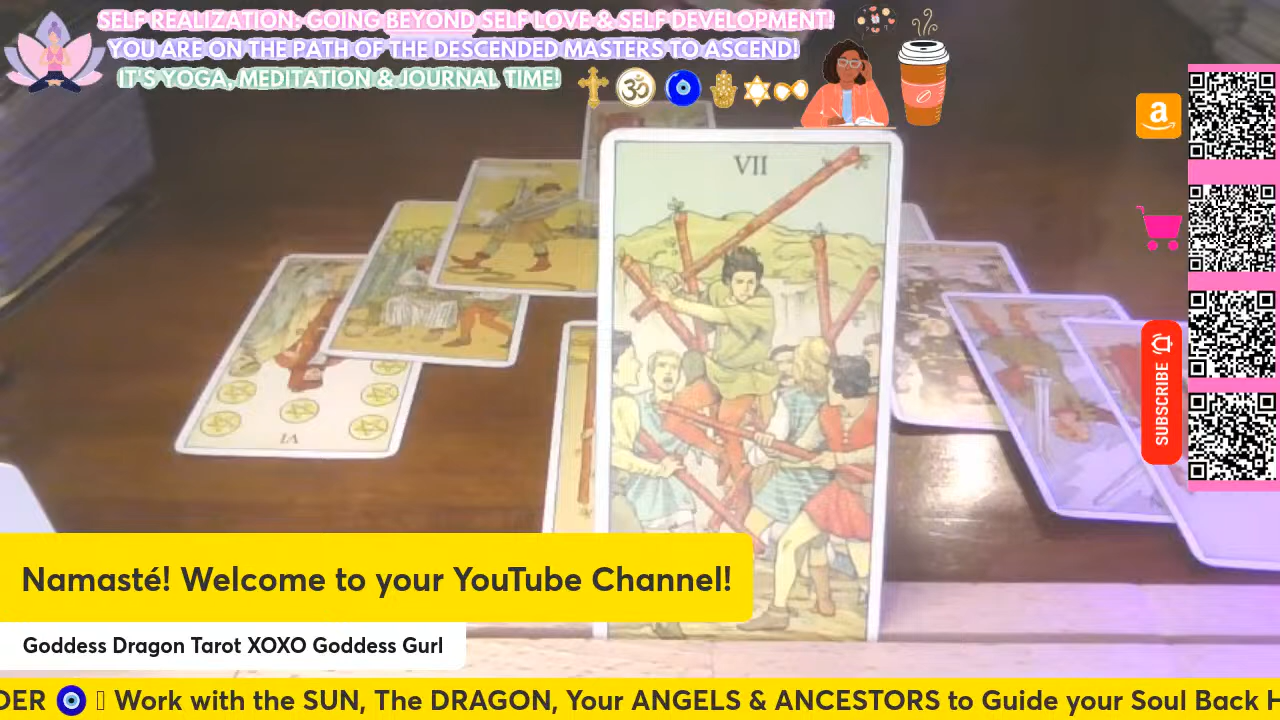 SELF REALIZATION: GOING BEYOND SELF LOVE & SELF DEVELOPMENT!
YOU ARE ON THE PATH OF THE DESCENDED MASTERS TO ASCEND!
IT'S YOGA, MEDITATION & JOURNAL TIME!
VII
a
SUBSCRIBE
VI
Namasté! Welcome to your YouTube Channel!
Goddess Dragon Tarot XOXO Goddess Gurl
DER 🧿 Work with the SUN, The DRAGON, Your ANGELS & ANCESTORS to Guide your Soul Back H